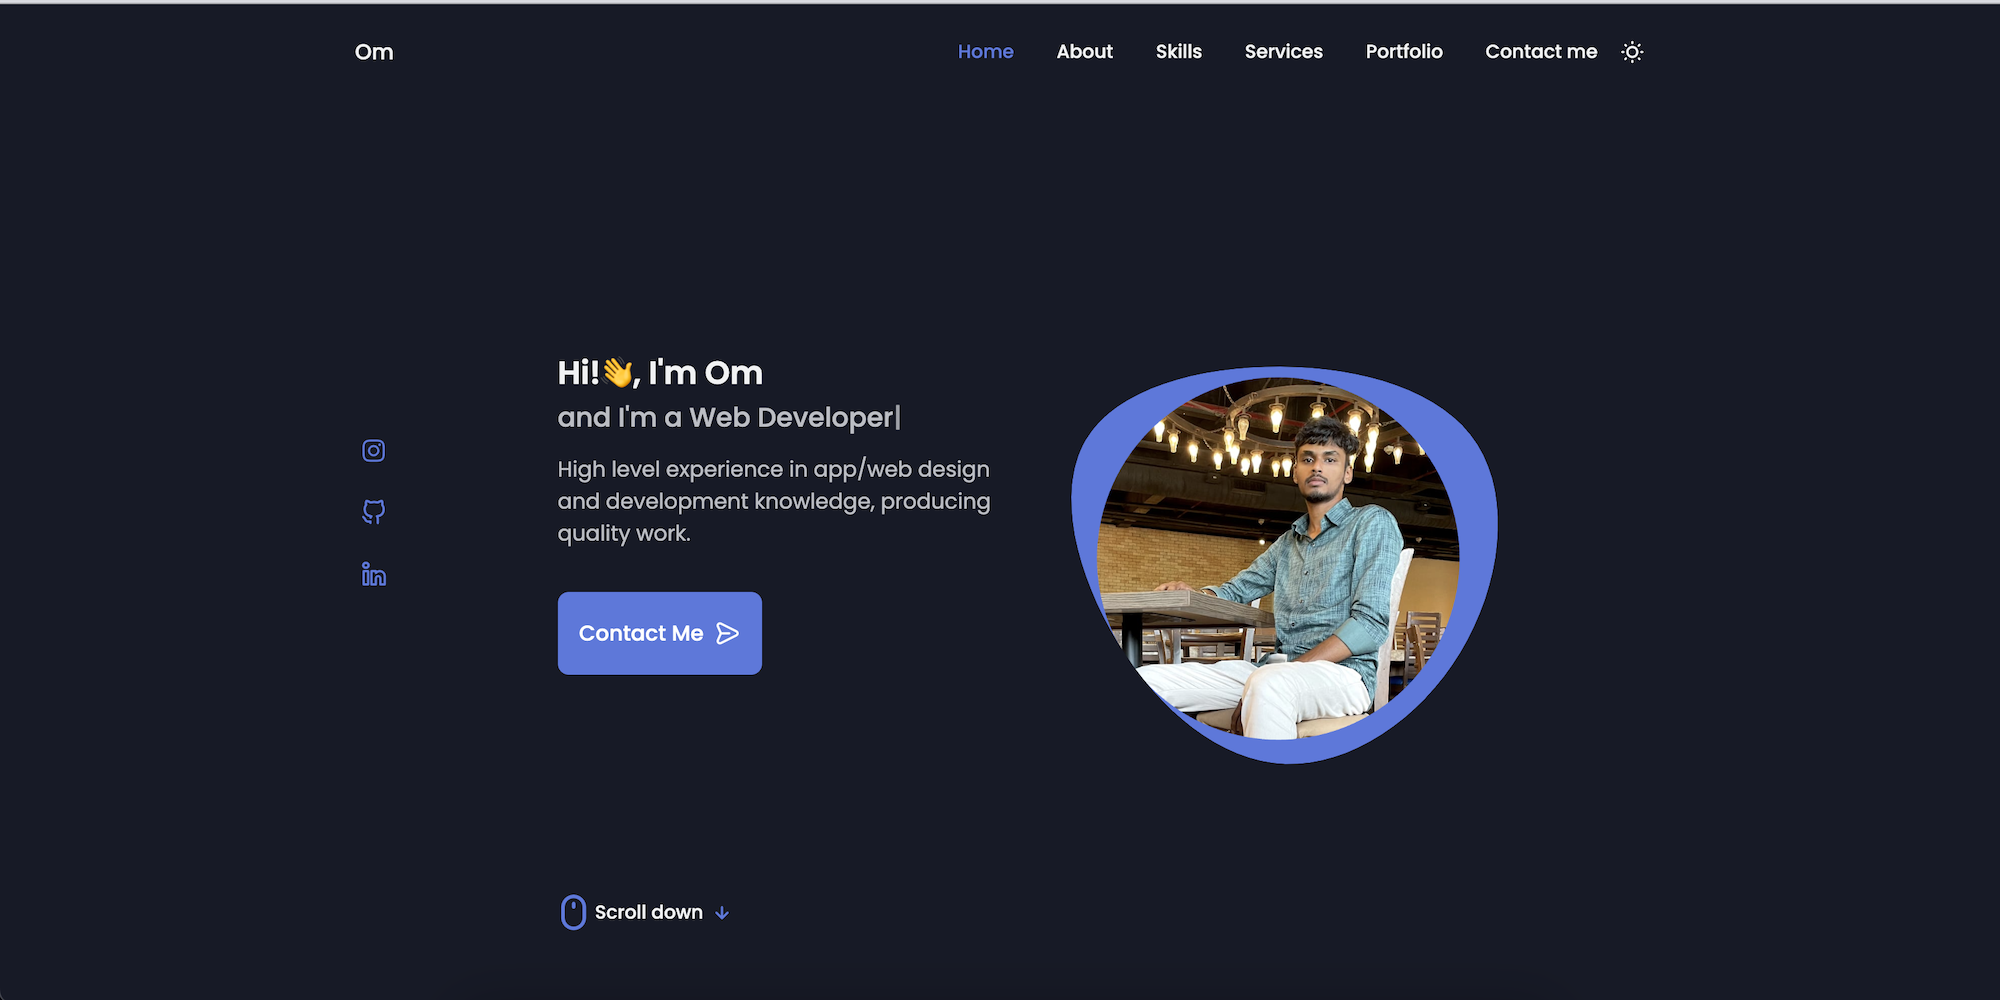 Om
Home About Skills Services Portfolio Contact me
Hi!👋, I'm Om
and I'm a Web Developer|
High level experience in app/web design
and development knowledge, producing
quality work.
Contact Me
Scroll down